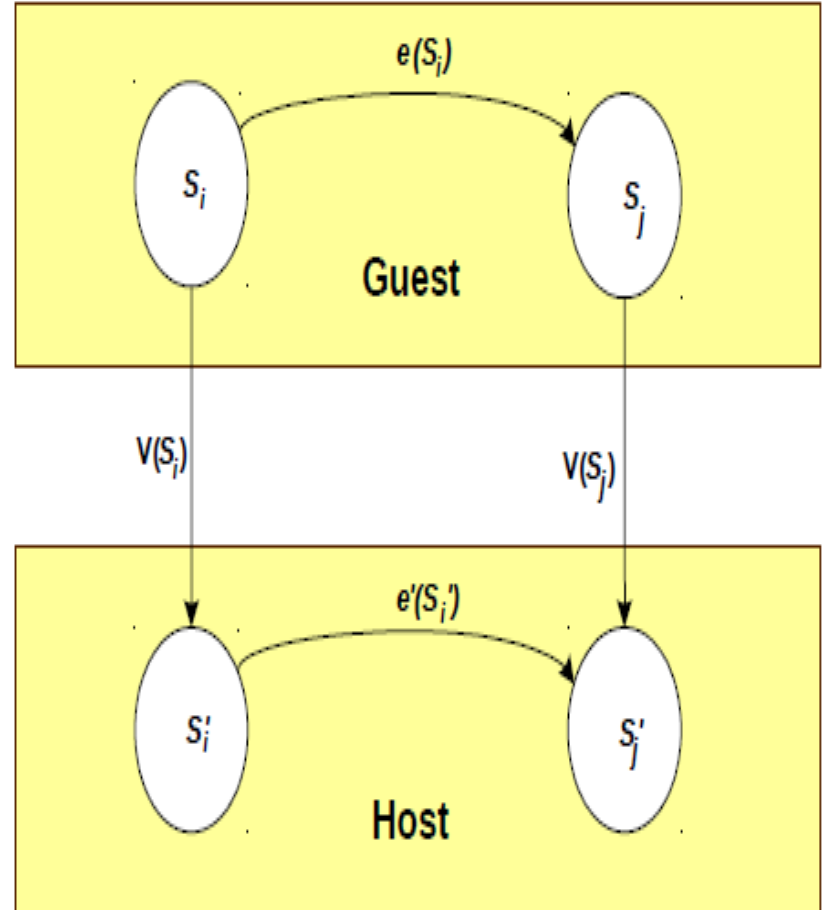 e(Si)
Si
Sj
Guest
V(Si)
V(Sj)
e'(Si')
Si'
Sj'
Host